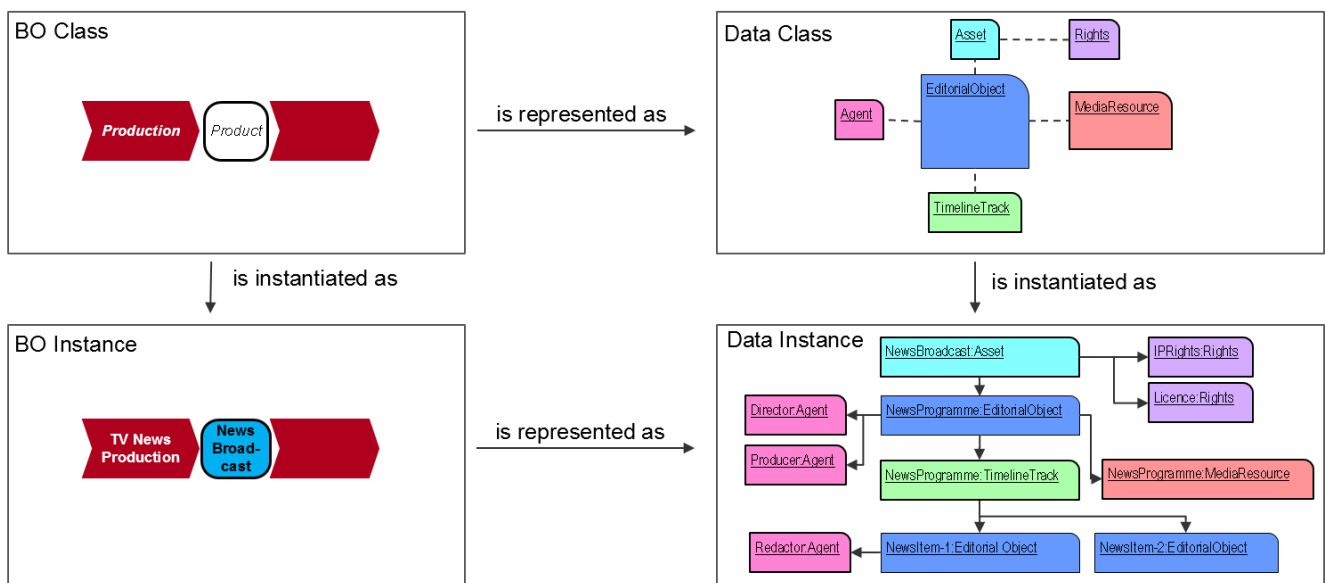 BO Class
Production
Product
is represented as
Data Class
Asset
Rights
EditorialObject
Agent
MediaResource
TimelineTrack
is instantiated as
is instantiated as
BO Instance
TV News
Production
News
Broad-
cast
is represented as
Data Instance
NewsBroadcast:Asset
IPRights:Rights
Licence:Rights
Director:Agent
NewsProgramme:EditorialObject
Producer:Agent
NewsProgramme:TimelineTrack
NewsProgramme:MediaResource
Redactor:Agent
NewsItem-1:Editorial Object
NewsItem-2:EditorialObject